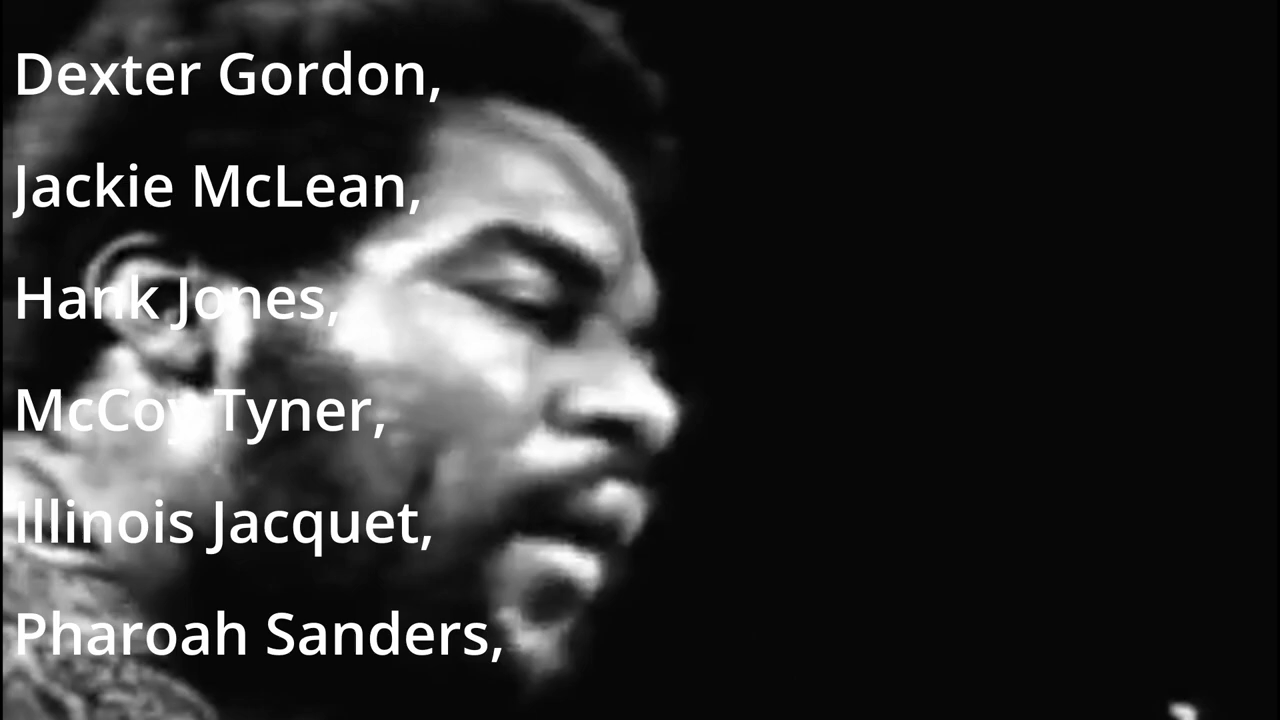 Dexter Gordon,
Jackie McLean,
Hank Jones,
McCoy Tyner,
Illinois Jacquet,
Pharoah Sanders,